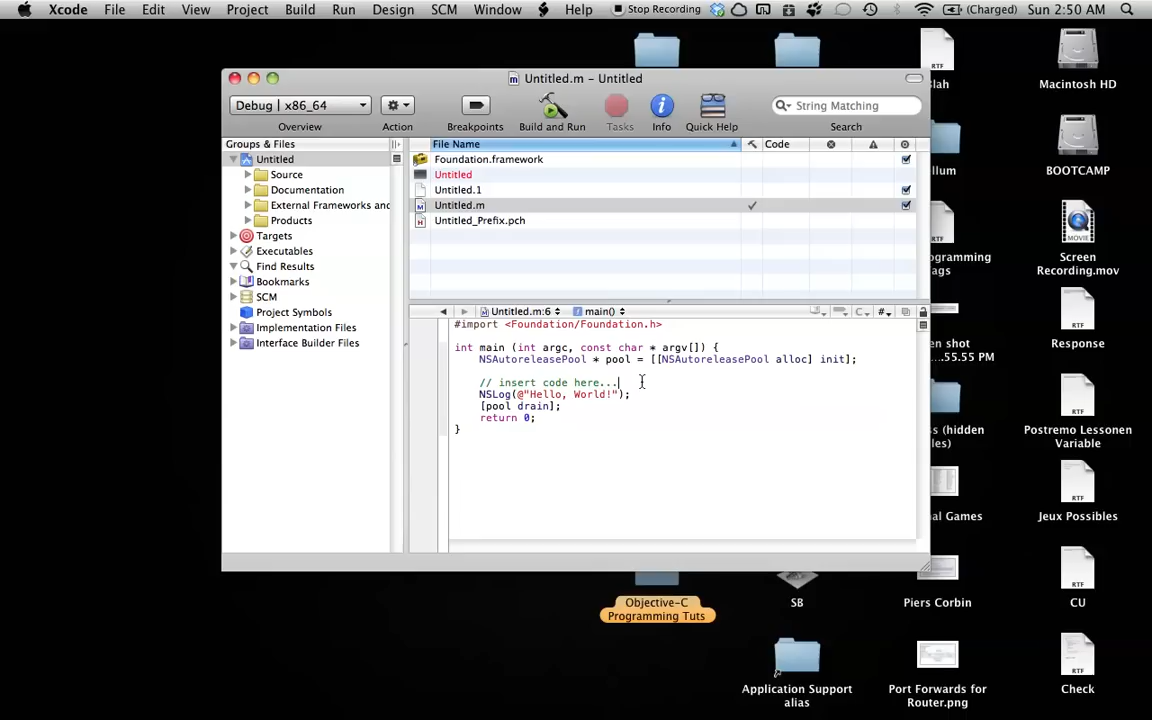 Xcode File Edit View Project Build Run Design SCM Window Help Stop Recording (Charged) Sun 2:50 AM
Untitled.m – Untitled
Debug | x86_64
String Matching
Overview Action Breakpoints Build and Run Tasks Info Quick Help Search
Groups & Files
Untitled
Source
Documentation
External Frameworks and
Products
Targets
Executables
Find Results
Bookmarks
SCM
Project Symbols
Implementation Files
Interface Builder Files
File Name Code
Foundation.framework
Untitled
Untitled.1
Untitled.m
Untitled_Prefix.pch
Untitled.m:6 main() C #
#import <Foundation/Foundation.h>
int main (int argc, const char * argv[]) {
NSAutoreleasePool * pool = [[NSAutoreleasePool alloc] init];
// insert code here...
NSLog(@"Hello, World!");
[pool drain];
return 0;
}
Macintosh HD
BOOTCAMP
Screen
Recording.mov
Response
Postremo Lessonen
Variable
Jeux Possibles
CU
Check
Piers Corbin
Port Forwards for
Router.png
SB
Application Support
alias
Objective-C
Programming Tuts